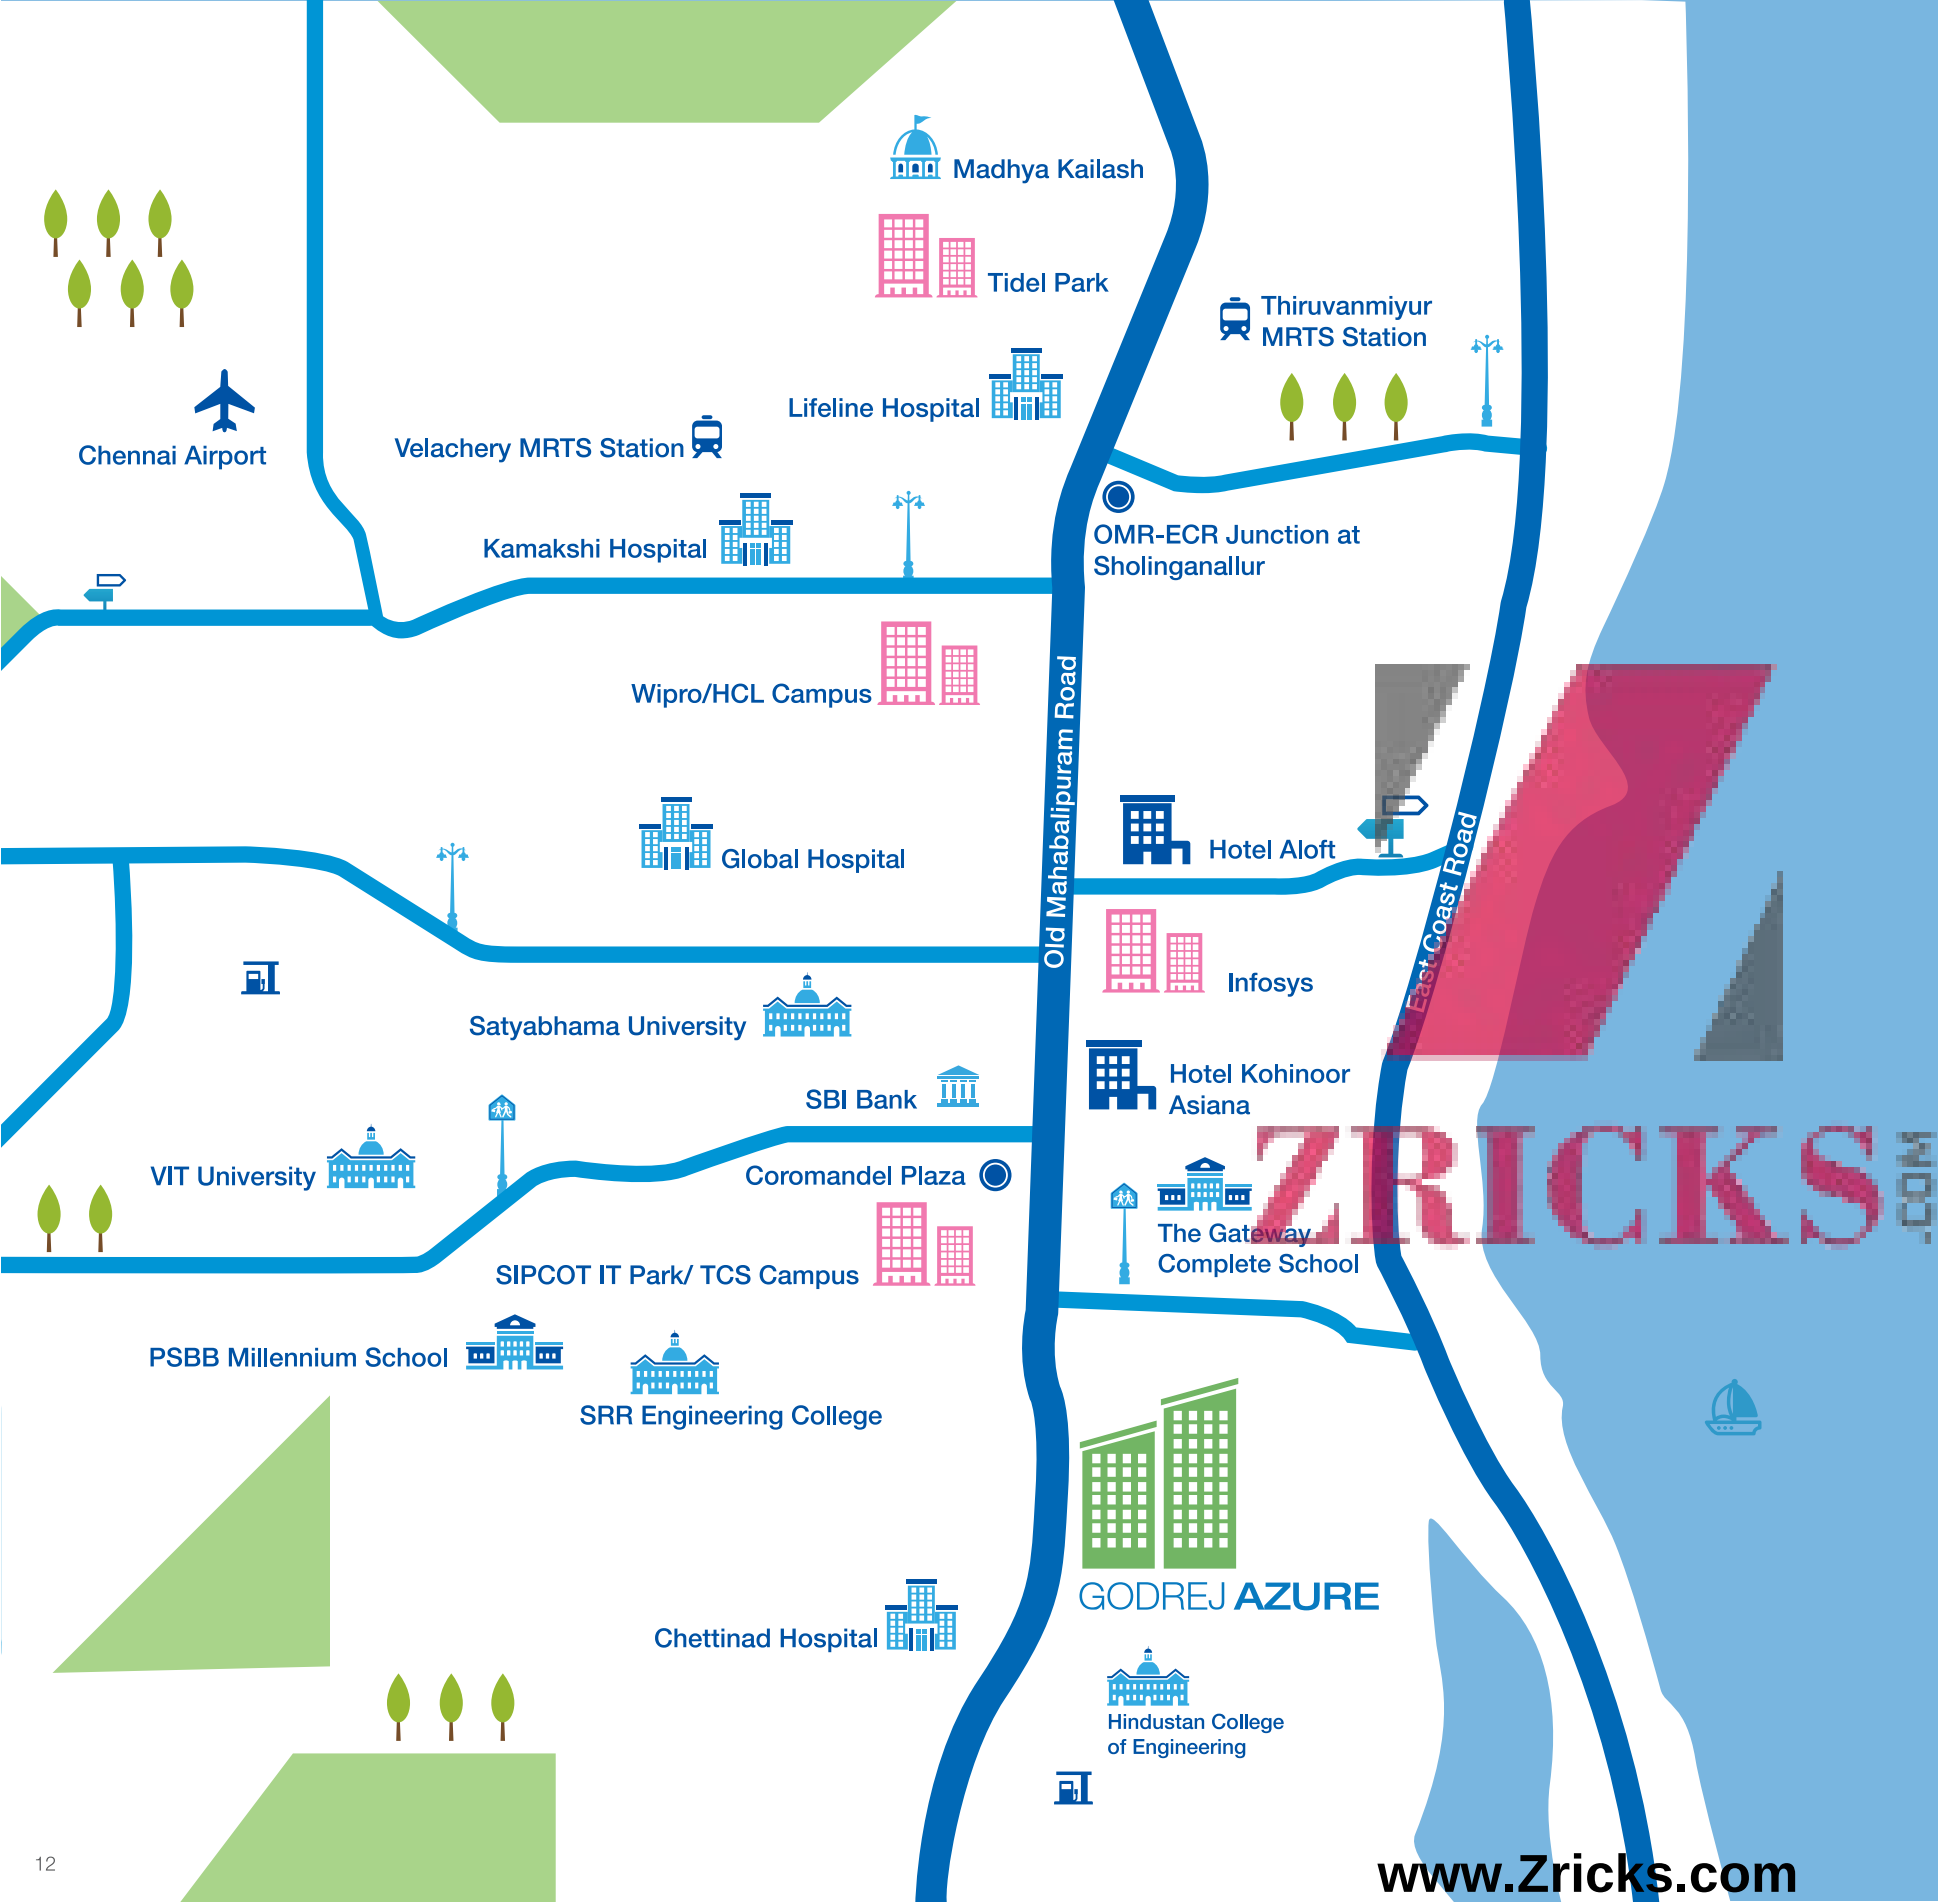 Madhya Kailash
Tidel Park
Thiruvanmiyur
MRTS Station
Lifeline Hospital
Velachery MRTS Station
Chennai Airport
OMR-ECR Junction at
Sholinganallur
Kamakshi Hospital
Wipro/HCL Campus
Old Mahabalipuram Road
Hotel Aloft
East Coast Road
Global Hospital
Infosys
Satyabhama University
Hotel Kohinoor
Asiana
SBI Bank
ZRICKS.COM
VIT University
Coromandel Plaza
The Gateway
Complete School
SIPCOT IT Park/ TCS Campus
PSBB Millennium School
SRR Engineering College
GODREJ AZURE
Chettinad Hospital
Hindustan College
of Engineering
12
www.Zricks.com